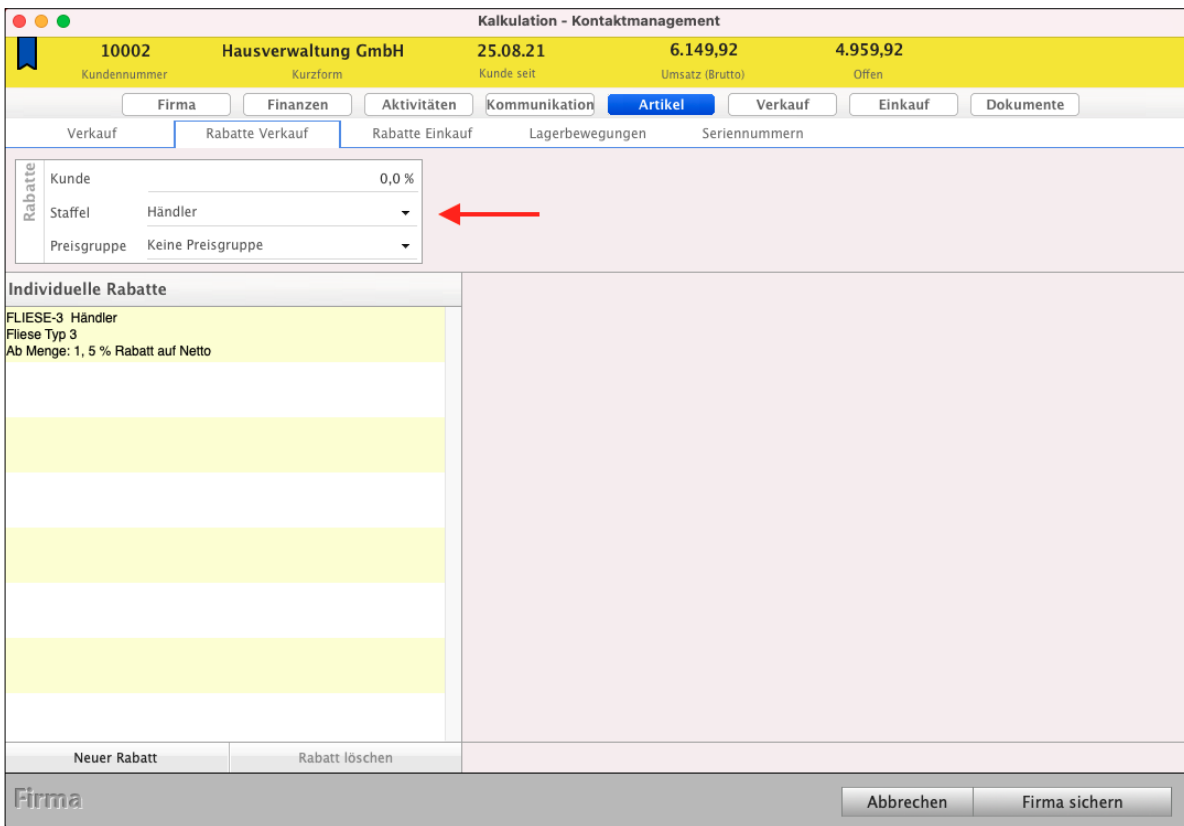 Kalkulation - Kontaktmanagement
10002 Hausverwaltung GmbH 25.08.21 6.149,92 4.959,92
Kundennummer Kurzform Kunde seit Umsatz (Brutto) Offen
Firma Finanzen Aktivitäten Kommunikation Artikel Verkauf Einkauf Dokumente
Verkauf Rabatte Verkauf Rabatte Einkauf Lagerbewegungen Seriennummern
Rabatte
Kunde 0,0 %
Staffel Händler
Preisgruppe Keine Preisgruppe
Individuelle Rabatte
FLIESE-3 Händler
Fliese Typ 3
Ab Menge: 1, 5 % Rabatt auf Netto
Neuer Rabatt Rabatt löschen
Firma Abbrechen Firma sichern